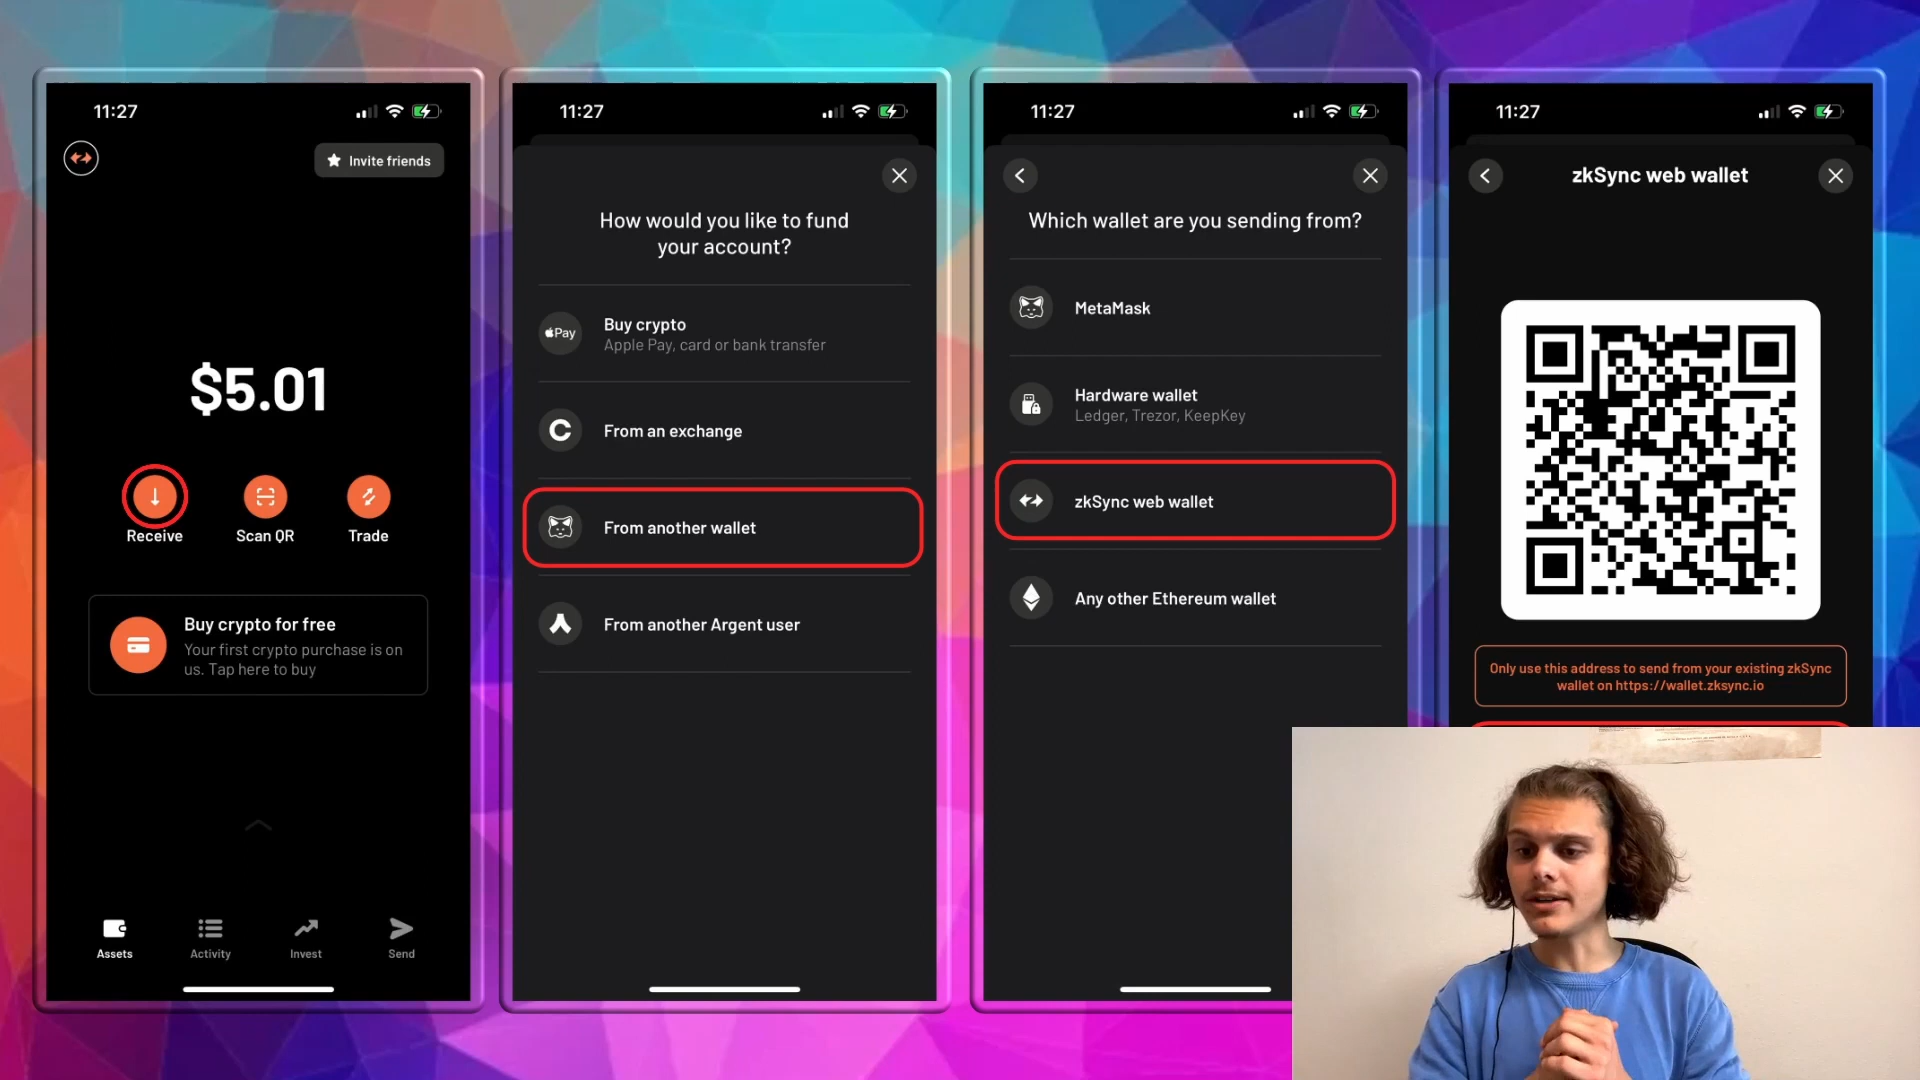 11:27
Invite friends
$5.01
Receive
Scan QR
Trade
Buy crypto for free
Your first crypto purchase is on
us. Tap here to buy
Assets
Activity
Invest
Send
11:27
How would you like to fund
your account?
Pay
Buy crypto
Apple Pay, card or bank transfer
From an exchange
From another wallet
From another Argent user
11:27
Which wallet are you sending from?
MetaMask
Hardware wallet
Ledger, Trezor, KeepKey
zkSync web wallet
Any other Ethereum wallet
11:27
zkSync web wallet
Only use this address to send from your existing zkSync
wallet on https://wallet.zksync.io